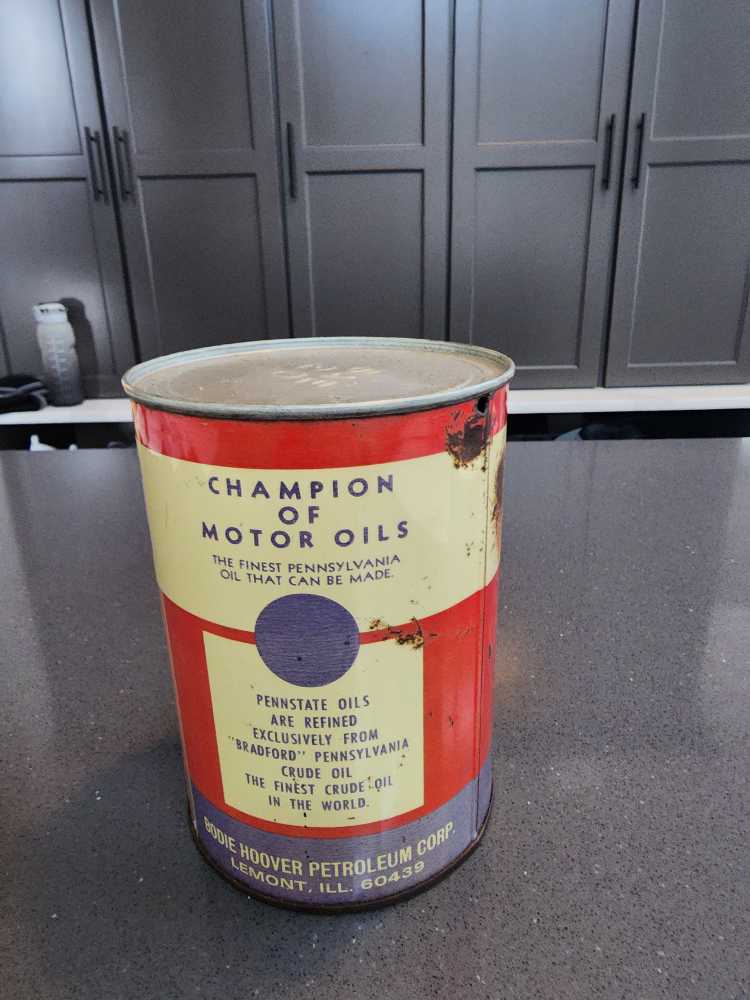 CHAMPION
OF
MOTOR OILS
THE FINEST PENNSYLVANIA
OIL THAT CAN BE MADE.
PENNSTATE OILS
ARE REFINED
EXCLUSIVELY FROM
"BRADFORD" PENNSYLVANIA
CRUDE OIL
THE FINEST CRUDE OIL
IN THE WORLD.
BODIE HOOVER PETROLEUM CORP.
LEMONT, ILL. 60439